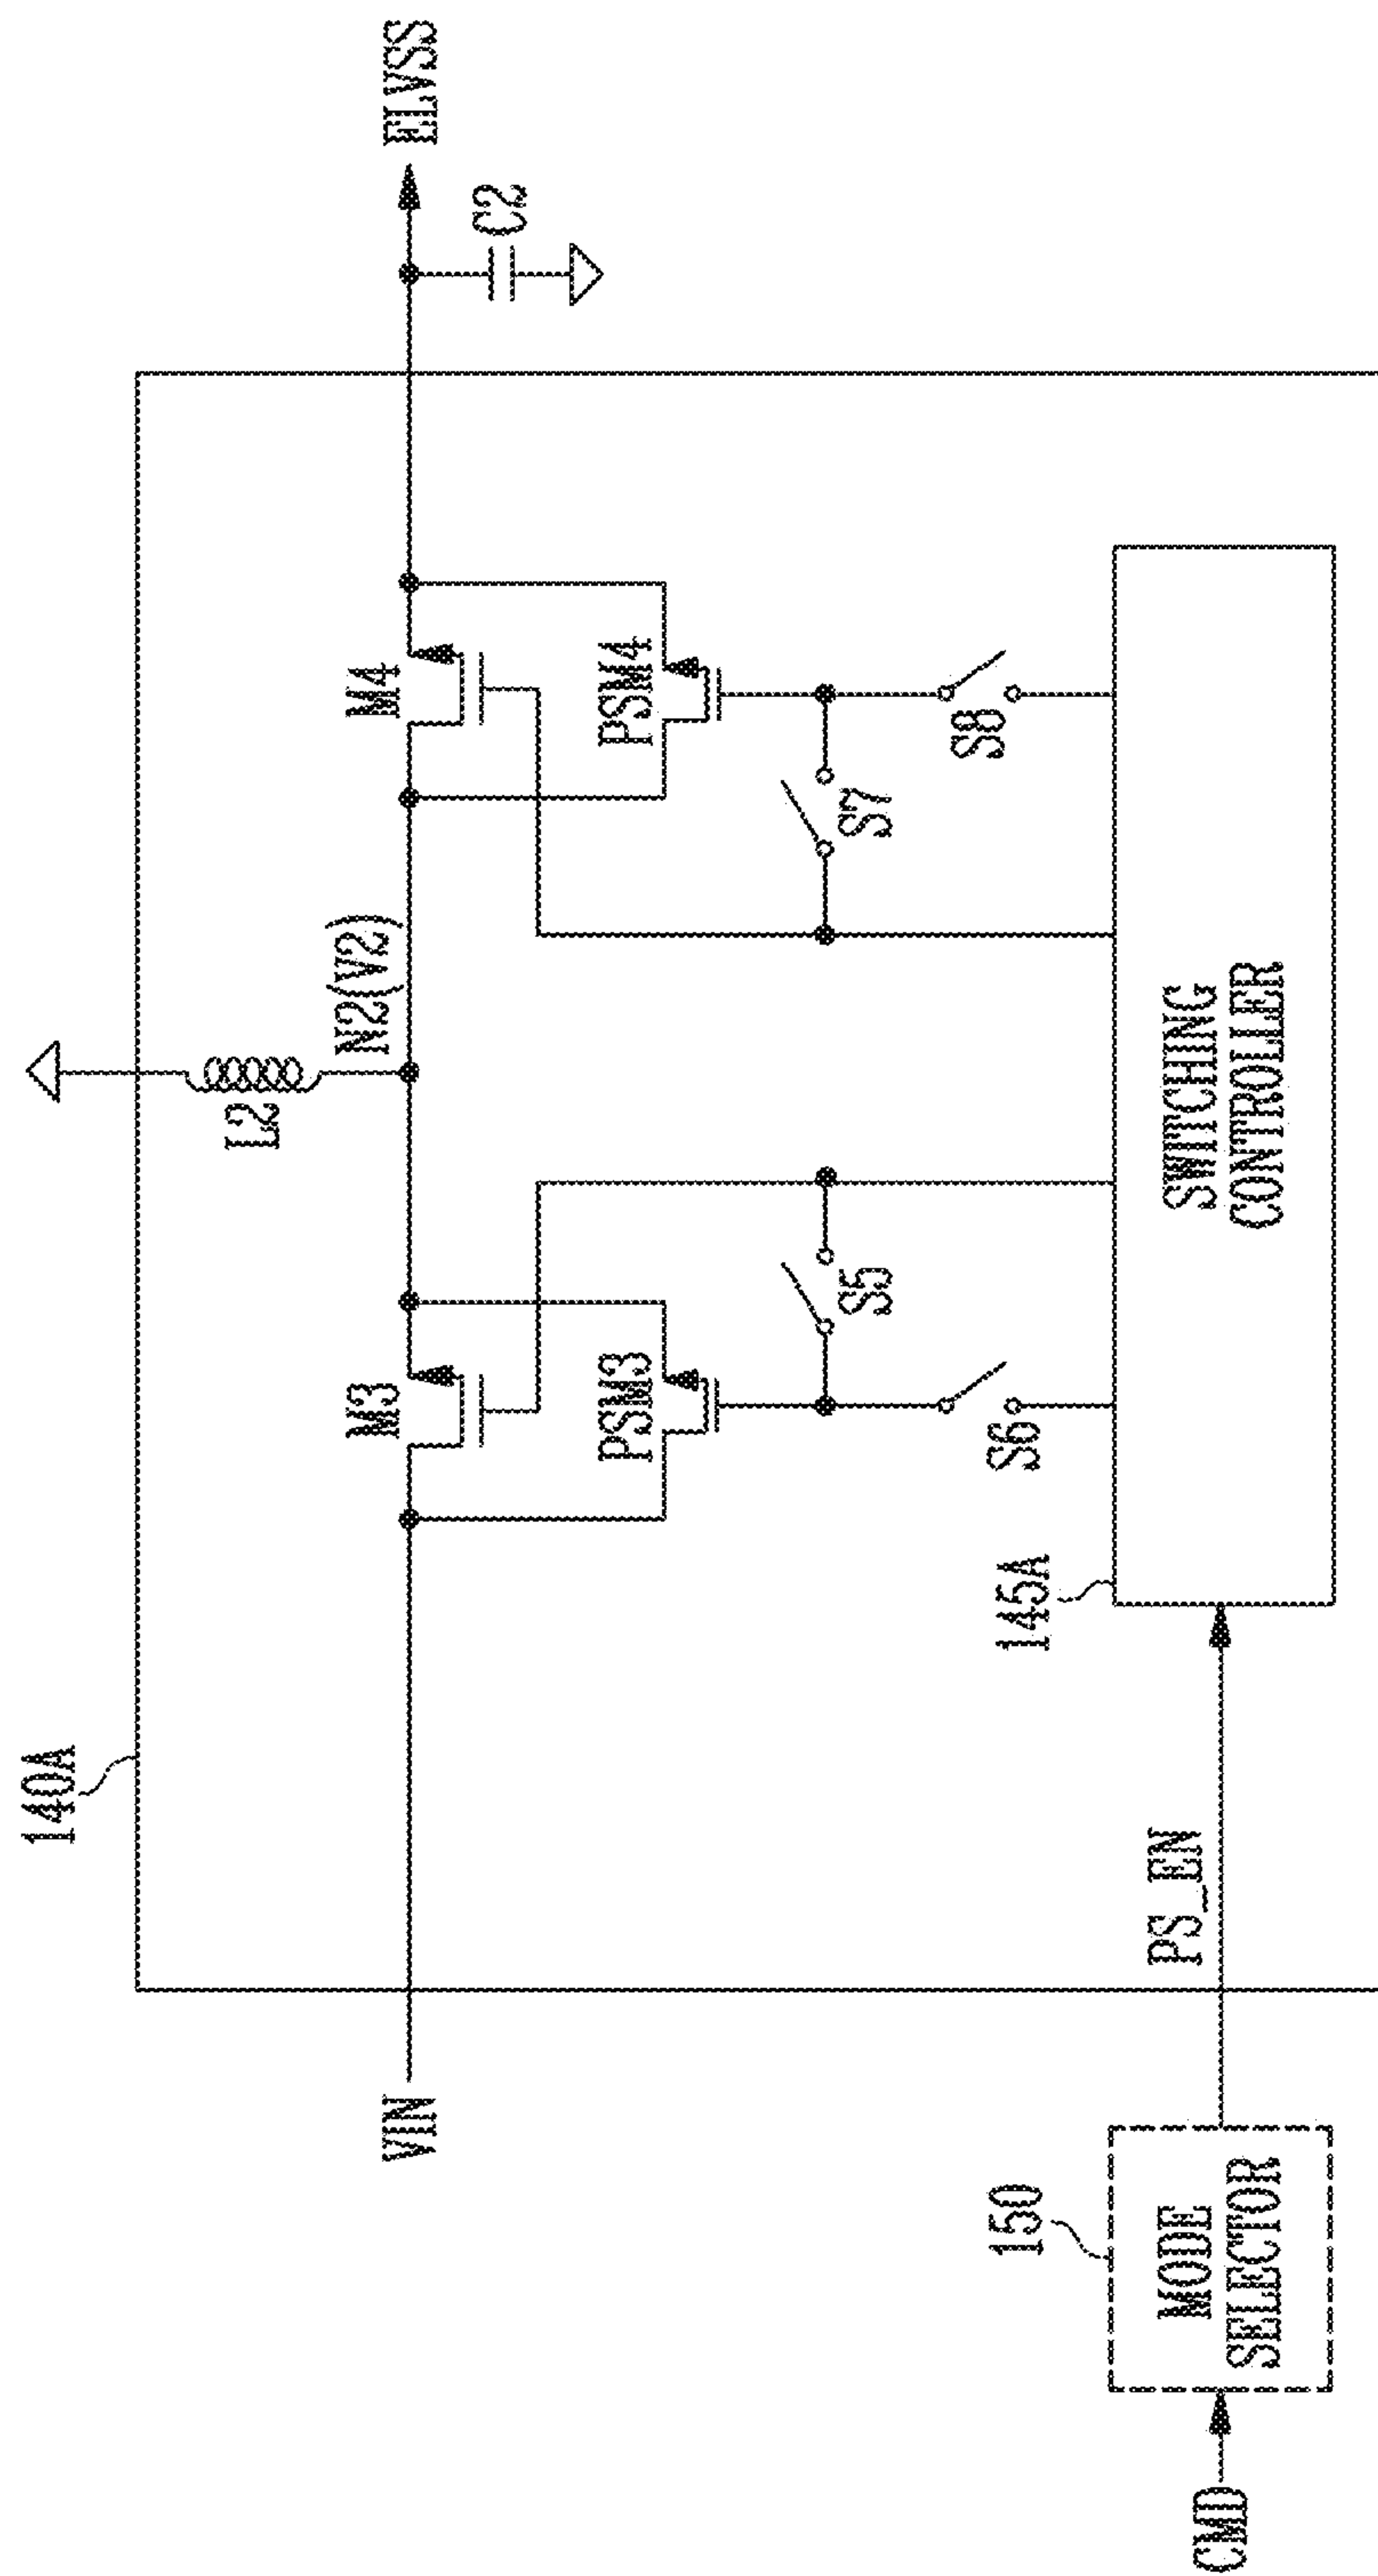 140A
L2
N2(V2)
VIN
M3
M4
ELVSS
C2
PSM3
PSM4
S5
S7
S6
S8
145A
SWITCHING
CONTROLLER
150
PS_EN
CMD
MODE
SELECTOR